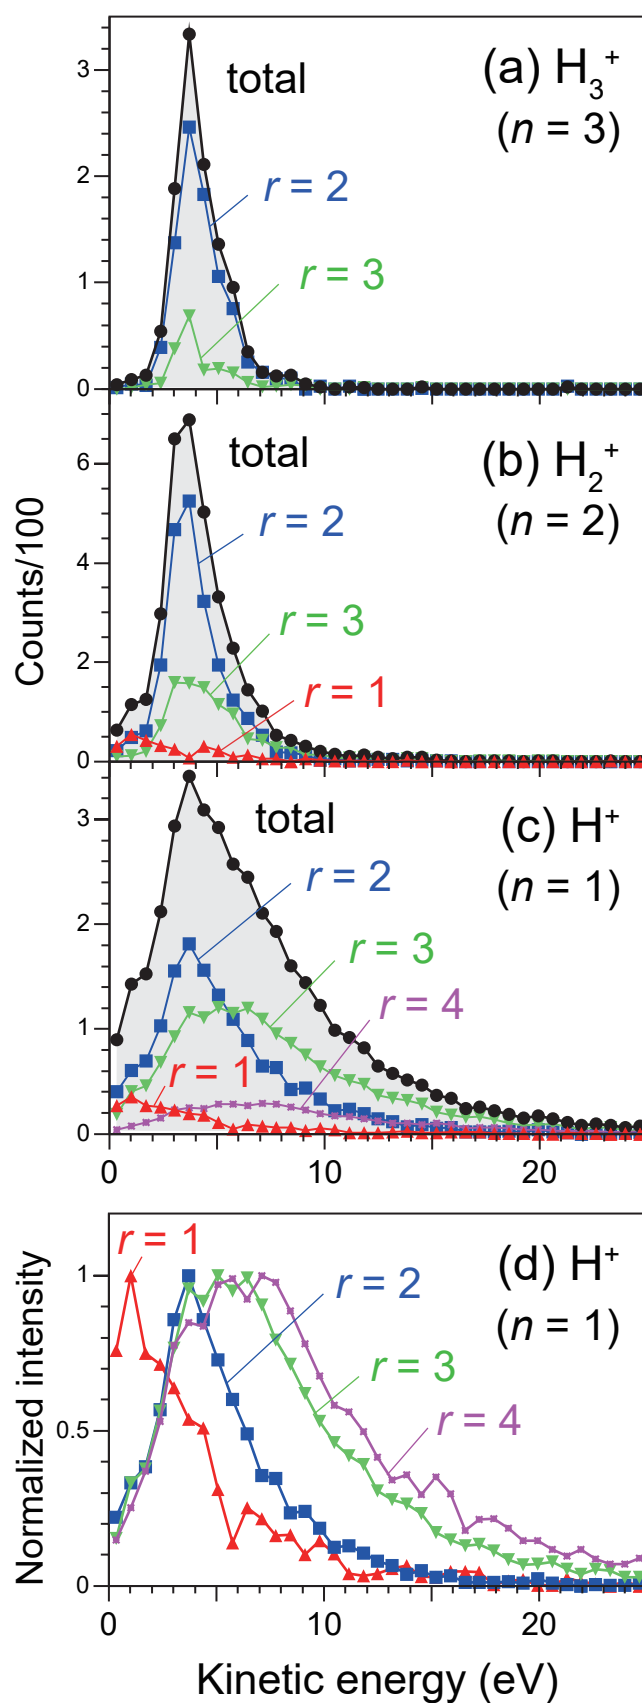 (a) H₃⁺
total
(n = 3)
3
r = 2
2
r = 3
1
0
(b) H₂⁺
total
(n = 2)
6
r = 2
4
r = 3
2
r = 1
0
Counts/100
(c) H⁺
total
(n = 1)
3
r = 2
2
r = 3
r = 4
1
r = 1
0
0 10 20
(d) H⁺
r = 1
(n = 1)
1
r = 2
r = 3
r = 4
0.5
0
Normalized intensity
0 10 20
Kinetic energy (eV)